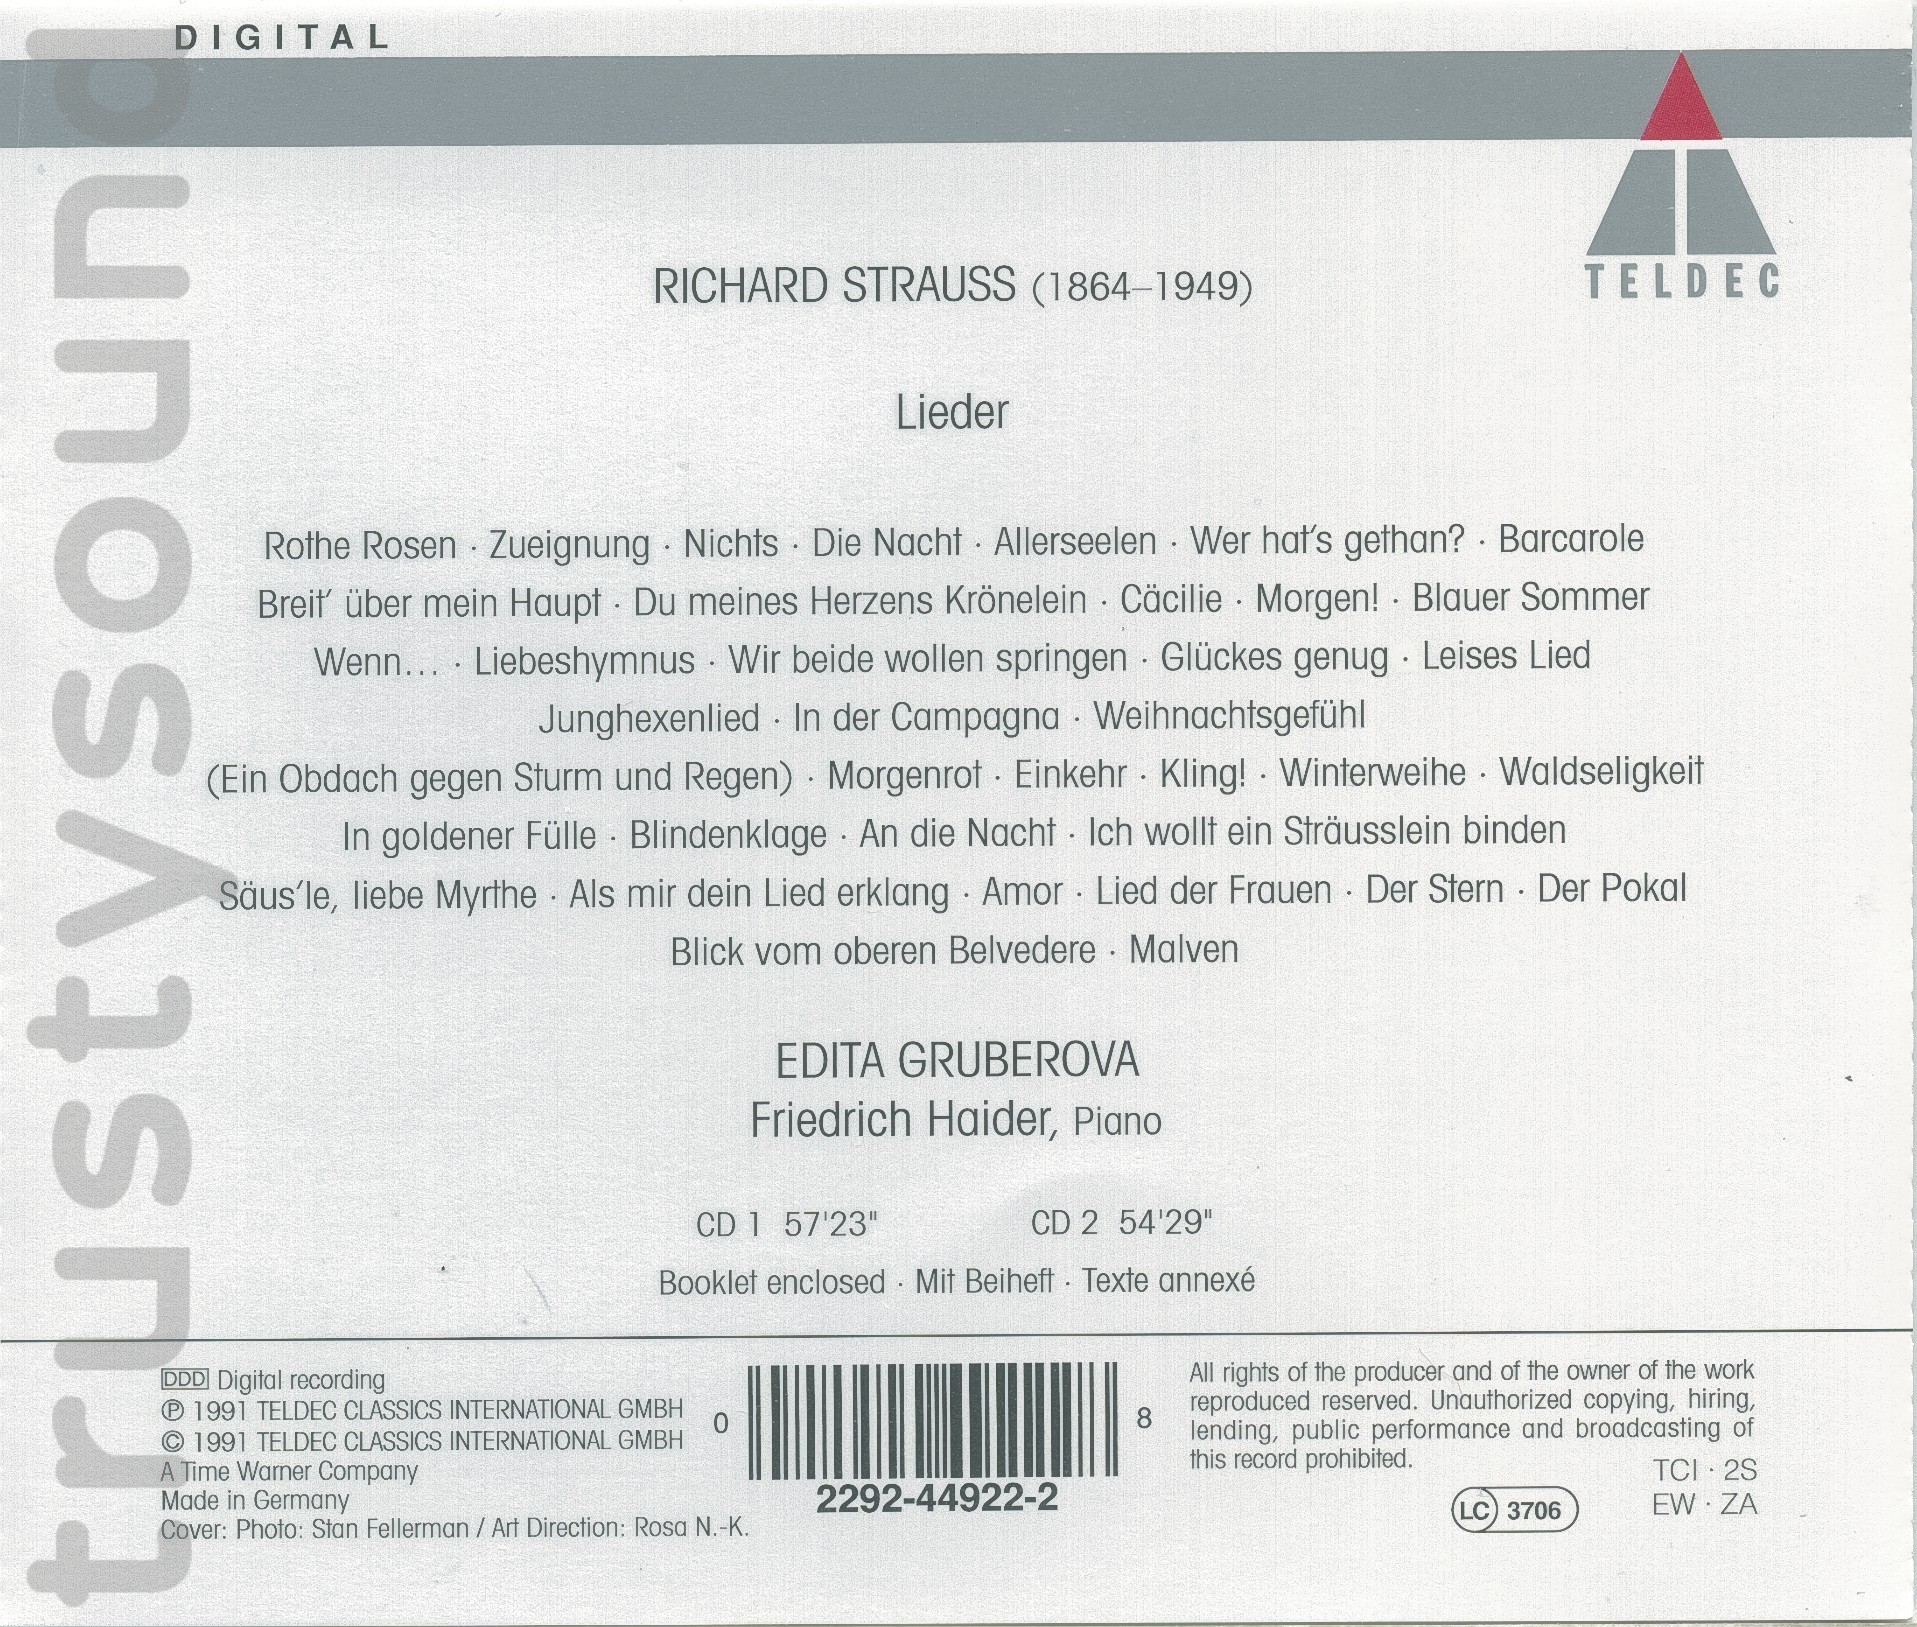 DIGITAL
TELDEC
RICHARD STRAUSS (1864–1949)
Lieder
Rothe Rosen · Zueignung · Nichts · Die Nacht · Allerseelen · Wer hat's gethan? · Barcarole
Breit' über mein Haupt · Du meines Herzens Krönelein · Cäcilie · Morgen! · Blauer Sommer
Wenn... · Liebeshymnus · Wir beide wollen springen · Glückes genug · Leises Lied
Junghexenlied · In der Campagna · Weihnachtsgefühl
(Ein Obdach gegen Sturm und Regen) · Morgenrot · Einkehr · Kling! · Winterweihe · Waldseligkeit
In goldener Fülle · Blindenklage · An die Nacht · Ich wollt ein Sträusslein binden
Säus'le, liebe Myrthe · Als mir dein Lied erklang · Amor · Lied der Frauen · Der Stern · Der Pokal
Blick vom oberen Belvedere · Malven
EDITA GRUBEROVA
Friedrich Haider, Piano
CD 1 57'23" CD 2 54'29"
Booklet enclosed · Mit Beiheft · Texte annexé
DDD Digital recording
℗ 1991 TELDEC CLASSICS INTERNATIONAL GMBH
© 1991 TELDEC CLASSICS INTERNATIONAL GMBH
A Time Warner Company
Made in Germany
Cover: Photo: Stan Fellerman / Art Direction: Rosa N.-K.
0 8
2292-44922-2
All rights of the producer and of the owner of the work
reproduced reserved. Unauthorized copying, hiring,
lending, public performance and broadcasting of
this record prohibited.
LC 3706
TCI · 2S
EW · ZA
trustysound